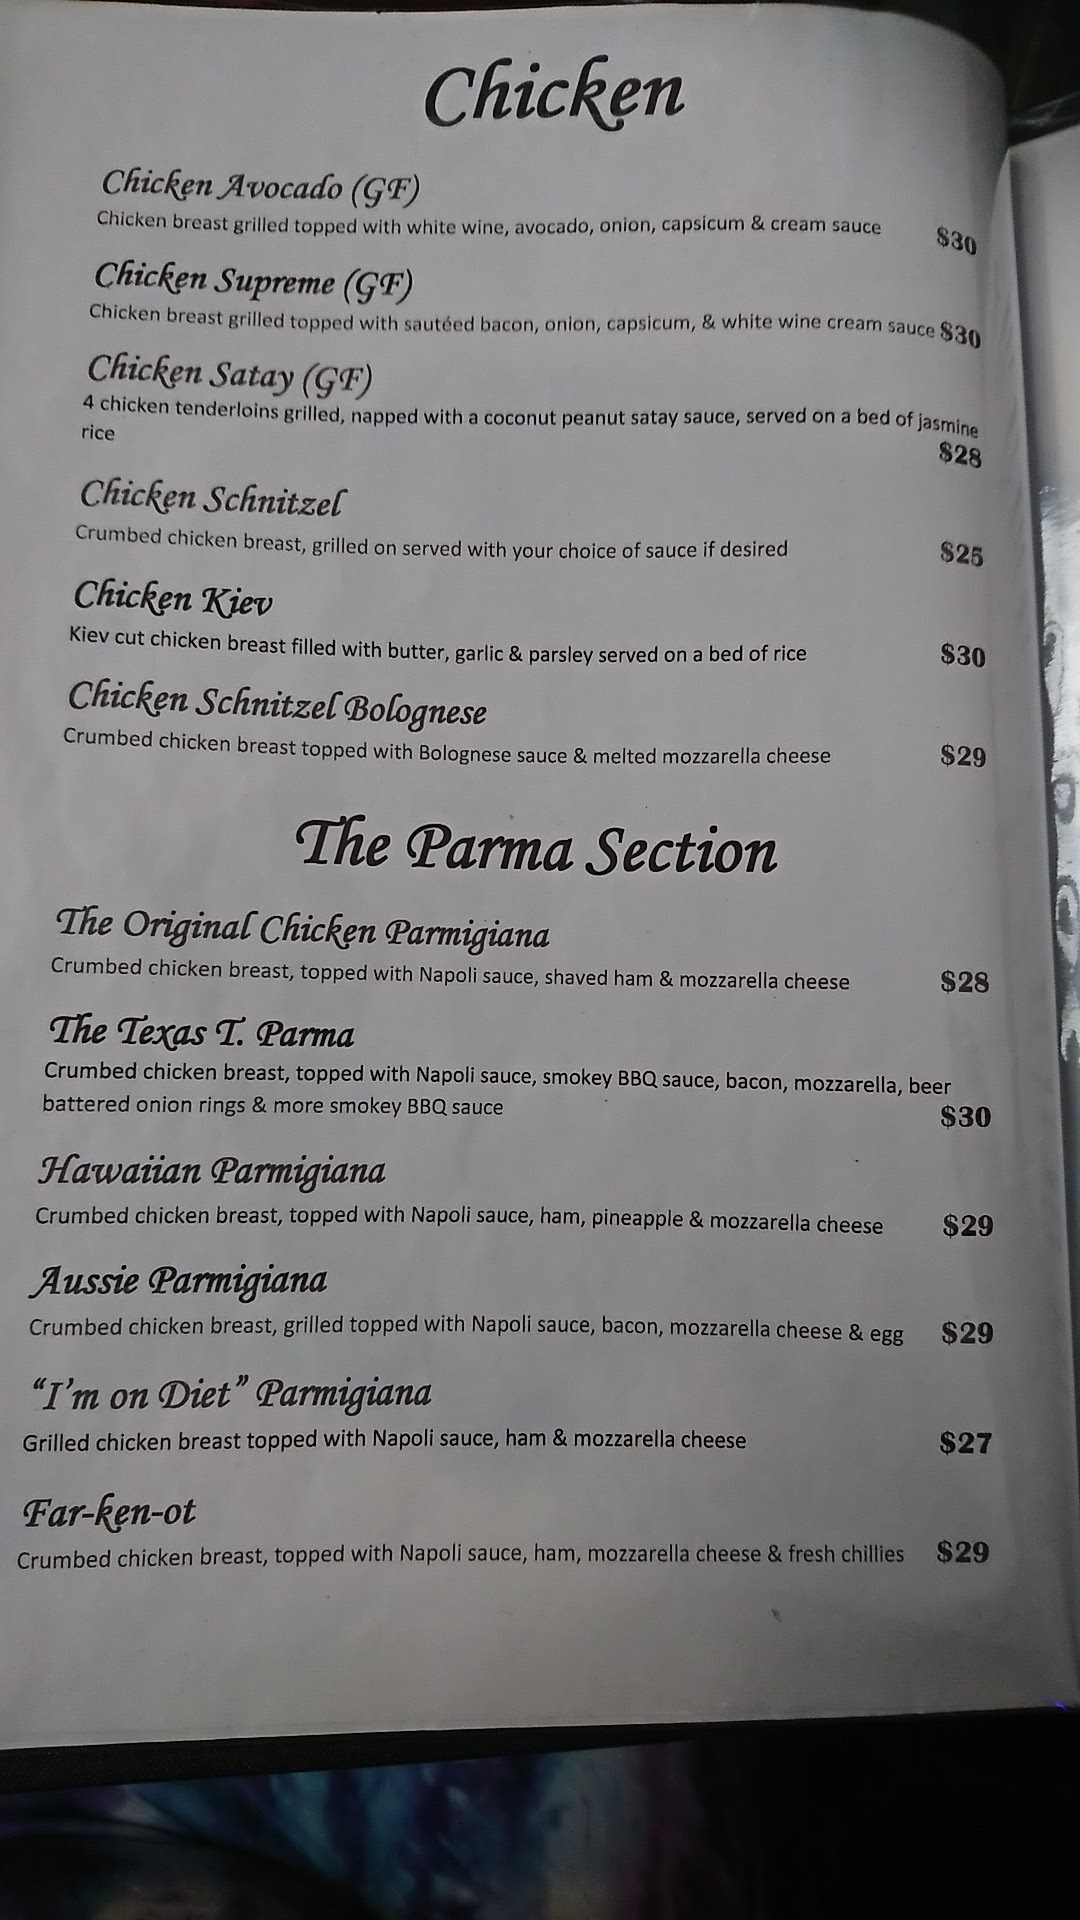 Chicken
Chicken Avocado (GF)
Chicken breast grilled topped with white wine, avocado, onion, capsicum & cream sauce $30
Chicken Supreme (GF)
Chicken breast grilled topped with sautéed bacon, onion, capsicum, & white wine cream sauce $30
Chicken Satay (GF)
4 chicken tenderloins grilled, napped with a coconut peanut satay sauce, served on a bed of jasmine
rice $28
Chicken Schnitzel
Crumbed chicken breast, grilled on served with your choice of sauce if desired $25
Chicken Kiev
Kiev cut chicken breast filled with butter, garlic & parsley served on a bed of rice $30
Chicken Schnitzel Bolognese
Crumbed chicken breast topped with Bolognese sauce & melted mozzarella cheese $29
The Parma Section
The Original Chicken Parmigiana
Crumbed chicken breast, topped with Napoli sauce, shaved ham & mozzarella cheese $28
The Texas T. Parma
Crumbed chicken breast, topped with Napoli sauce, smokey BBQ sauce, bacon, mozzarella, beer
battered onion rings & more smokey BBQ sauce $30
Hawaiian Parmigiana
Crumbed chicken breast, topped with Napoli sauce, ham, pineapple & mozzarella cheese $29
Aussie Parmigiana
Crumbed chicken breast, grilled topped with Napoli sauce, bacon, mozzarella cheese & egg $29
“I’m on Diet” Parmigiana
Grilled chicken breast topped with Napoli sauce, ham & mozzarella cheese $27
Far-ken-ot
Crumbed chicken breast, topped with Napoli sauce, ham, mozzarella cheese & fresh chillies $29